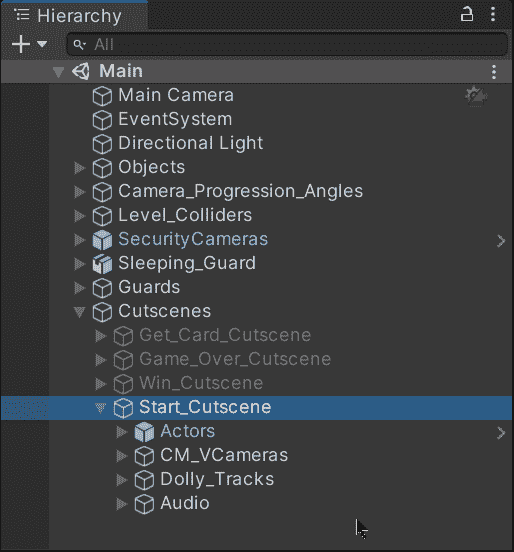 Hierarchy
All
Main
Main Camera
EventSystem
Directional Light
Objects
Camera_Progression_Angles
Level_Colliders
SecurityCameras
Sleeping_Guard
Guards
Cutscenes
Get_Card_Cutscene
Game_Over_Cutscene
Win_Cutscene
Start_Cutscene
Actors
CM_VCameras
Dolly_Tracks
Audio